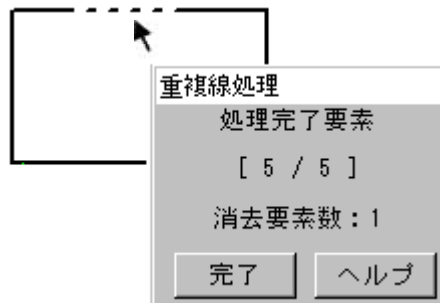 重複線処理
処理完了要素
[ 5 / 5 ]
消去要素数:1
完了
ヘルプ